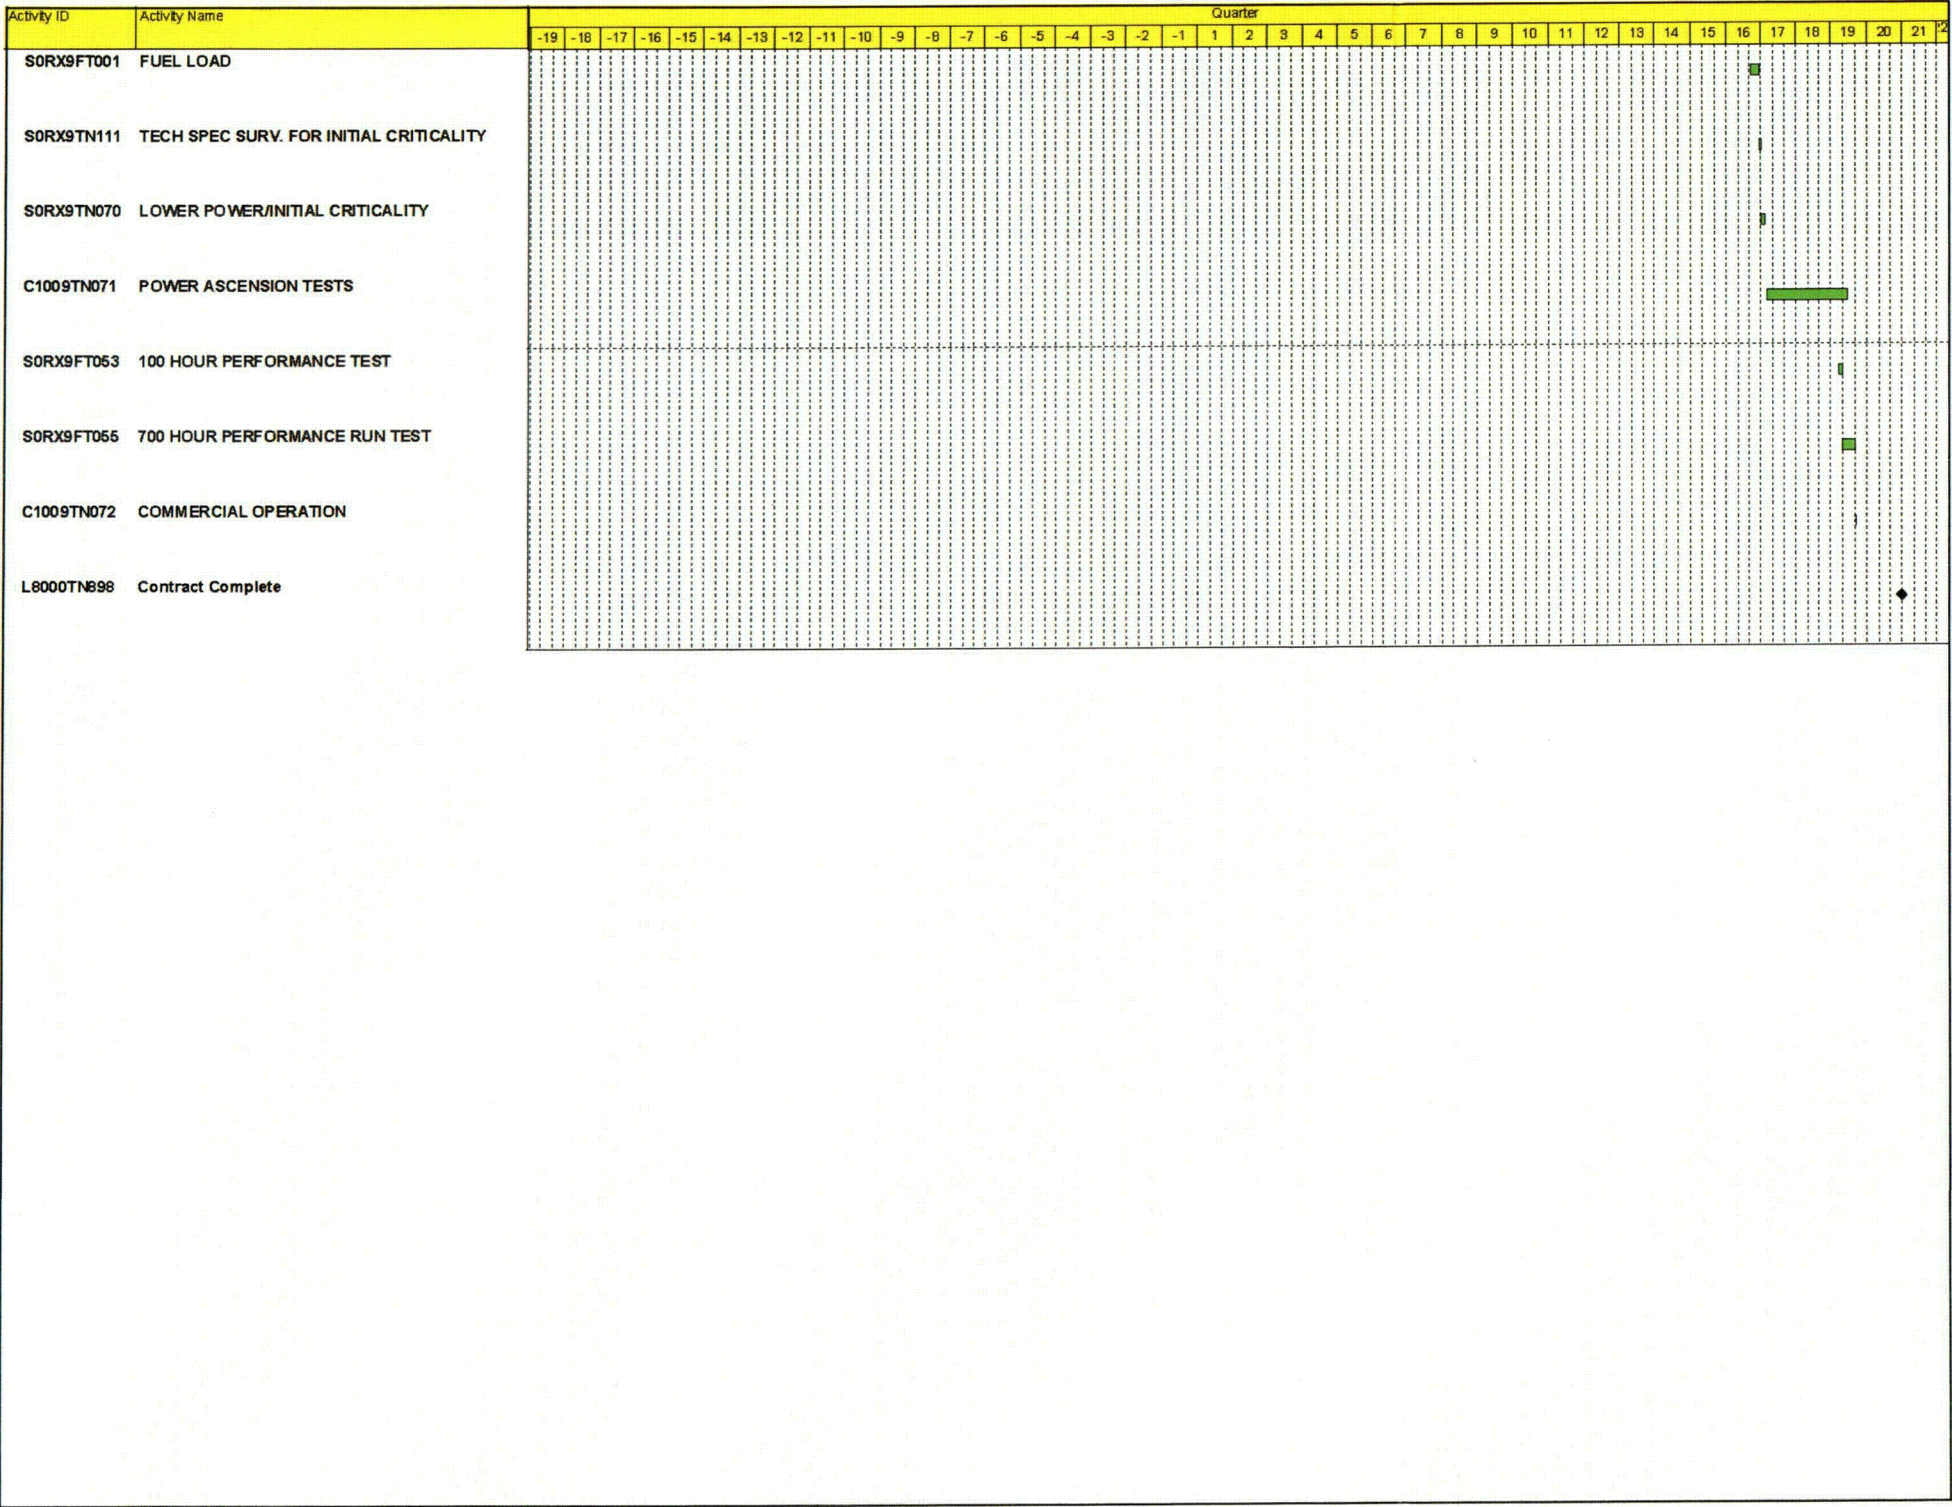 Activity ID Activity Name Quarter
-19 -18 -17 -16 -15 -14 -13 -12 -11 -10 -9 -8 -7 -6 -5 -4 -3 -2 -1 1 2 3 4 5 6 7 8 9 10 11 12 13 14 15 16 17 18 19 20 21
S0RX9FT001 FUEL LOAD
S0RX9TN111 TECH SPEC SURV. FOR INITIAL CRITICALITY
S0RX9TN070 LOWER POWER/INITIAL CRITICALITY
C1009TN071 POWER ASCENSION TESTS
S0RX9FT053 100 HOUR PERFORMANCE TEST
S0RX9FT055 700 HOUR PERFORMANCE RUN TEST
C1009TN072 COMMERCIAL OPERATION
L8000TN898 Contract Complete